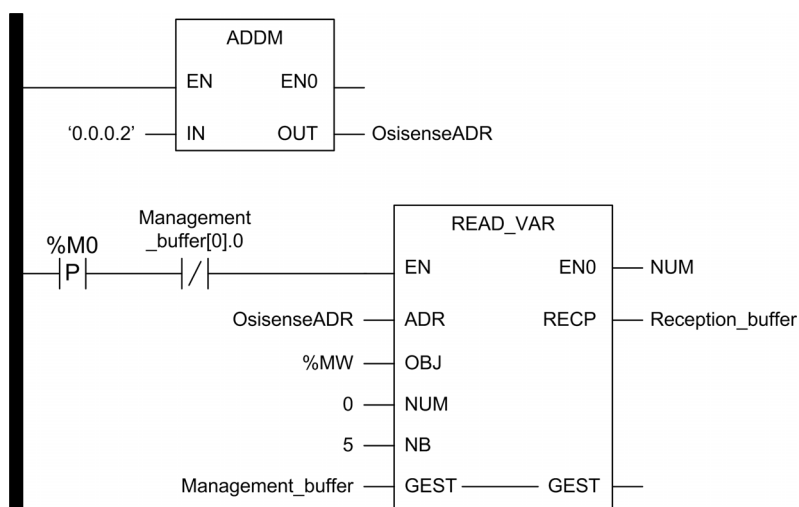 ADDM
EN EN0
'0.0.0.2' IN OUT OsisenseADR
Management
_buffer[0].0
%M0
P
/
READ_VAR
EN EN0 NUM
OsisenseADR ADR RECP Reception_buffer
%MW OBJ
0 NUM
5 NB
Management_buffer GEST GEST